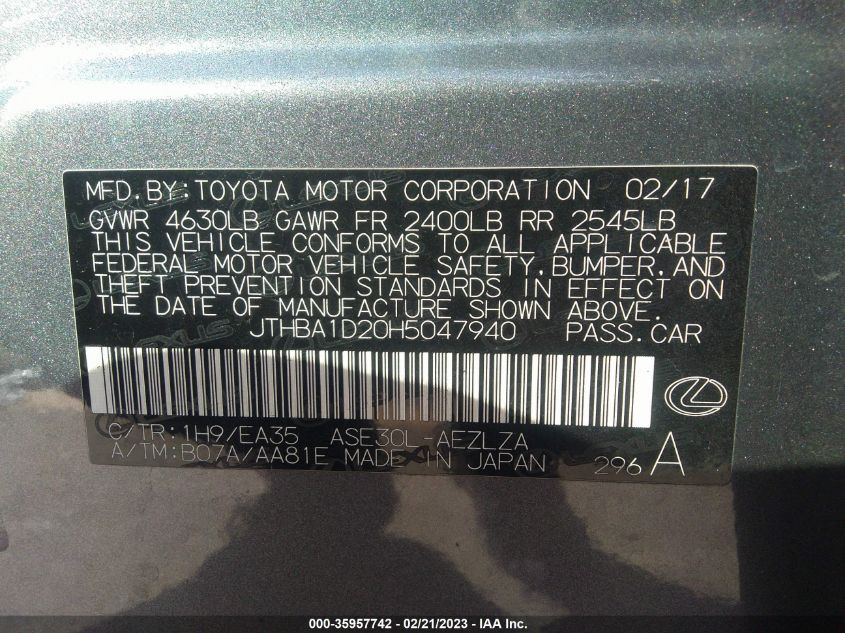 MFD.BY:TOYOTA MOTOR CORPORATION 02/17
GVWR 4630LB GAWR FR 2400LB RR 2545LB
THIS VEHICLE CONFORMS TO ALL APPLICABLE
FEDERAL MOTOR VEHICLE SAFETY,BUMPER,AND
THEFT PREVENTION STANDARDS IN EFFECT ON
THE DATE OF MANUFACTURE SHOWN ABOVE.
JTHBA1D20H5047940 PASS.CAR
C/TR:1H9/EA35 ASE30L-AEZLZA
A/TM:B07A/AA81E MADE IN JAPAN 296 A
000-35957742 - 02/21/2023 - IAA Inc.